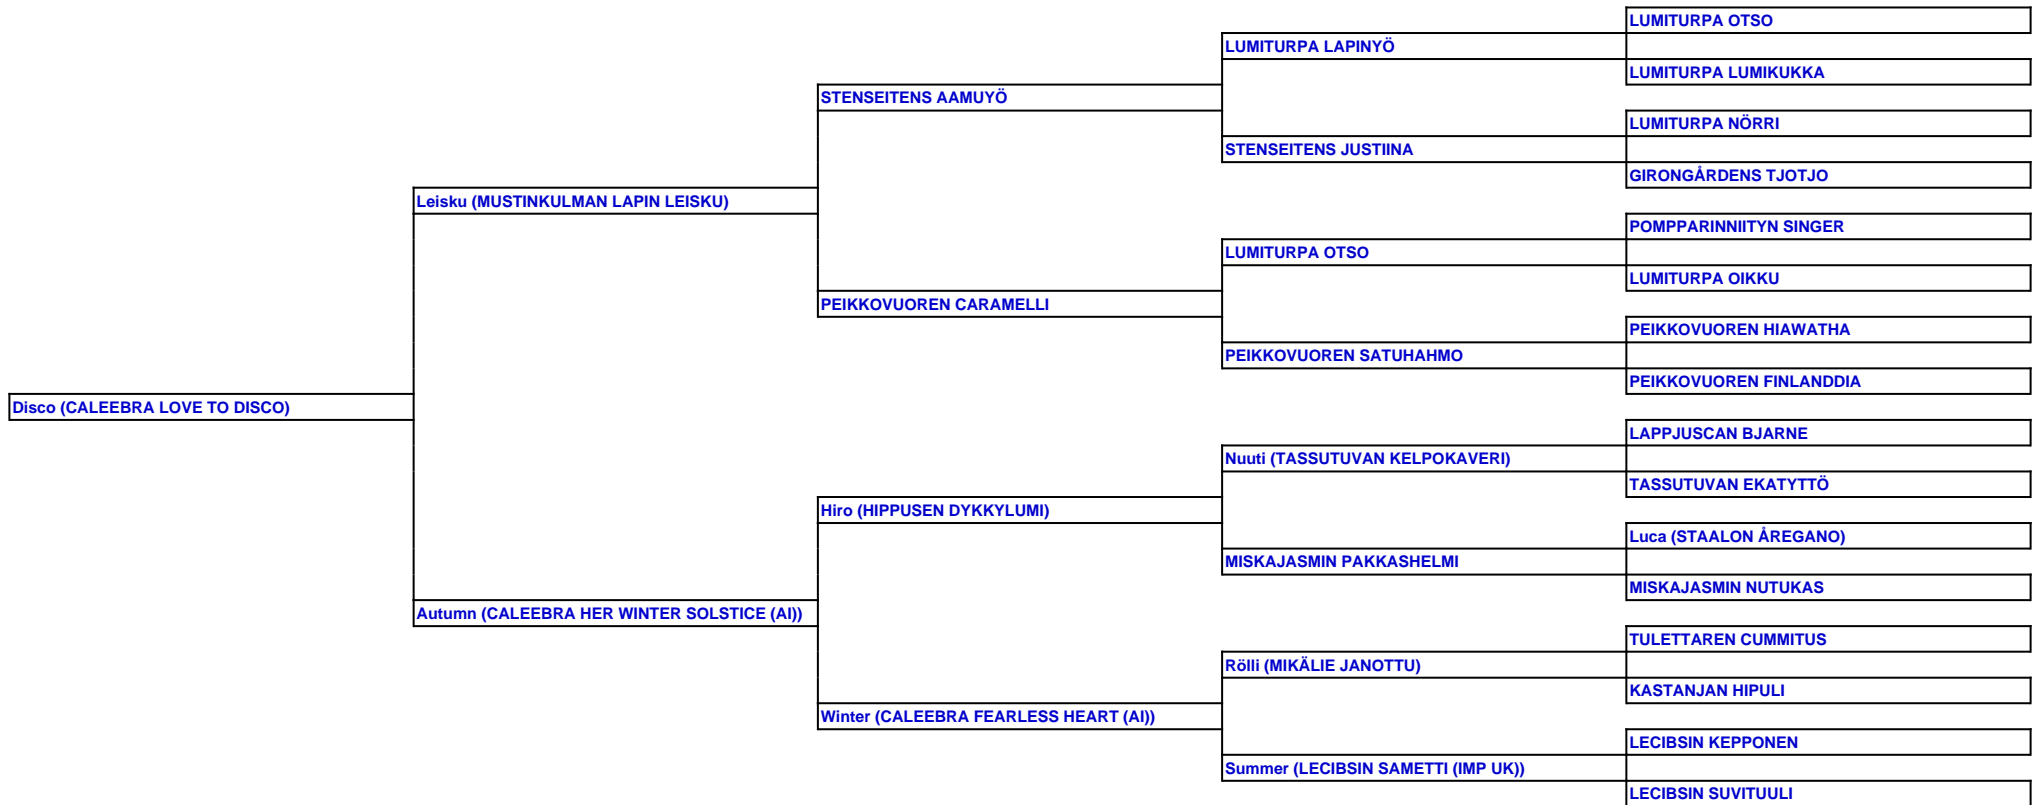 LUMITURPA OTSO
LUMITURPA LAPINYÖ
LUMITURPA LUMIKUKKA
STENSEITENS AAMUYÖ
LUMITURPA NÖRRI
STENSEITENS JUSTIINA
GIRONGÅRDENS TJOTJO
Leisku (MUSTINKULMAN LAPIN LEISKU)
POMPPARINNIITYN SINGER
LUMITURPA OTSO
LUMITURPA OIKKU
PEIKKOVUOREN CARAMELLI
PEIKKOVUOREN HIAWATHA
PEIKKOVUOREN SATUHAHMO
PEIKKOVUOREN FINLANDDIA
Disco (CALEEBRA LOVE TO DISCO)
LAPPJUSCAN BJARNE
Nuuti (TASSUTUVAN KELPOKAVERI)
TASSUTUVAN EKATYTTÖ
Hiro (HIPPUSEN DYKKYLUMI)
Luca (STAALON ÅREGANO)
MISKAJASMIN PAKKASHELMI
MISKAJASMIN NUTUKAS
Autumn (CALEEBRA HER WINTER SOLSTICE (AI))
TULETTAREN CUMMITUS
Rölli (MIKÄLIE JANOTTU)
KASTANJAN HIPULI
Winter (CALEEBRA FEARLESS HEART (AI))
LECIBSIN KEPPONEN
Summer (LECIBSIN SAMETTI (IMP UK))
LECIBSIN SUVITUULI